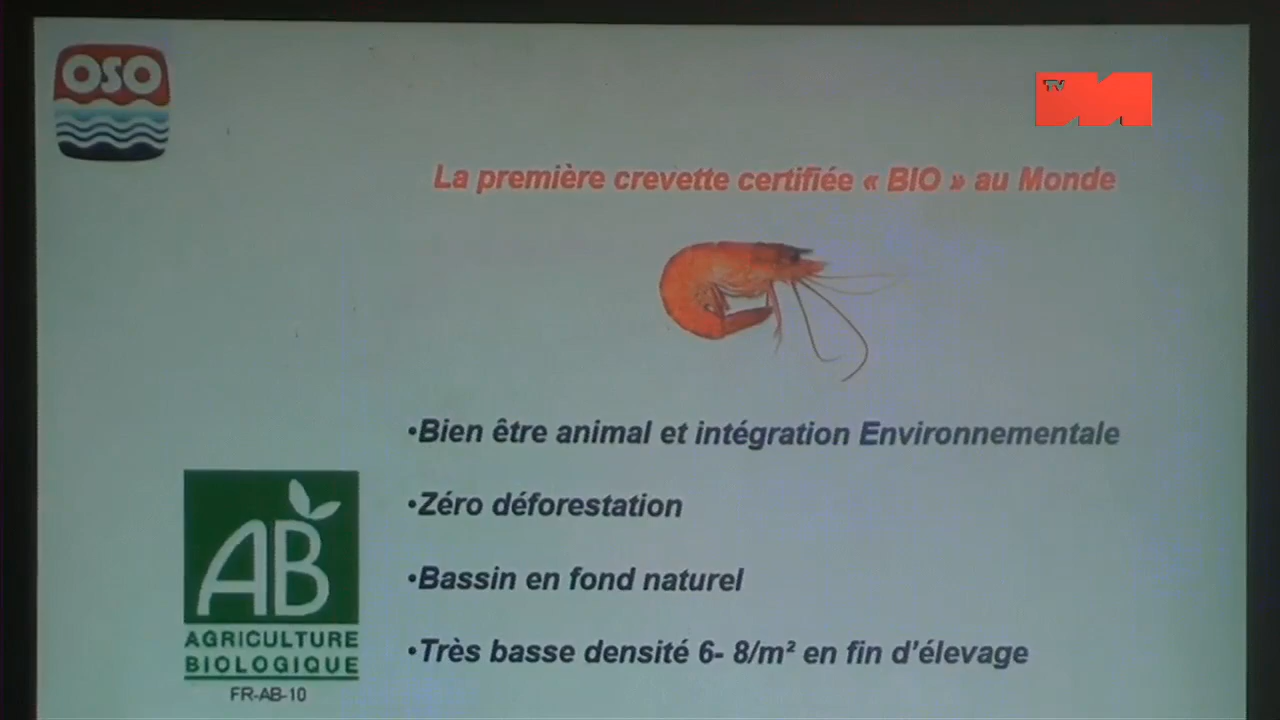 OSO
TV
La première crevette certifiée « BIO » au Monde
•Bien être animal et intégration Environnementale
•Zéro déforestation
•Bassin en fond naturel
•Très basse densité 6- 8/m² en fin d’élevage
AB
AGRICULTURE
BIOLOGIQUE
FR-AB-10